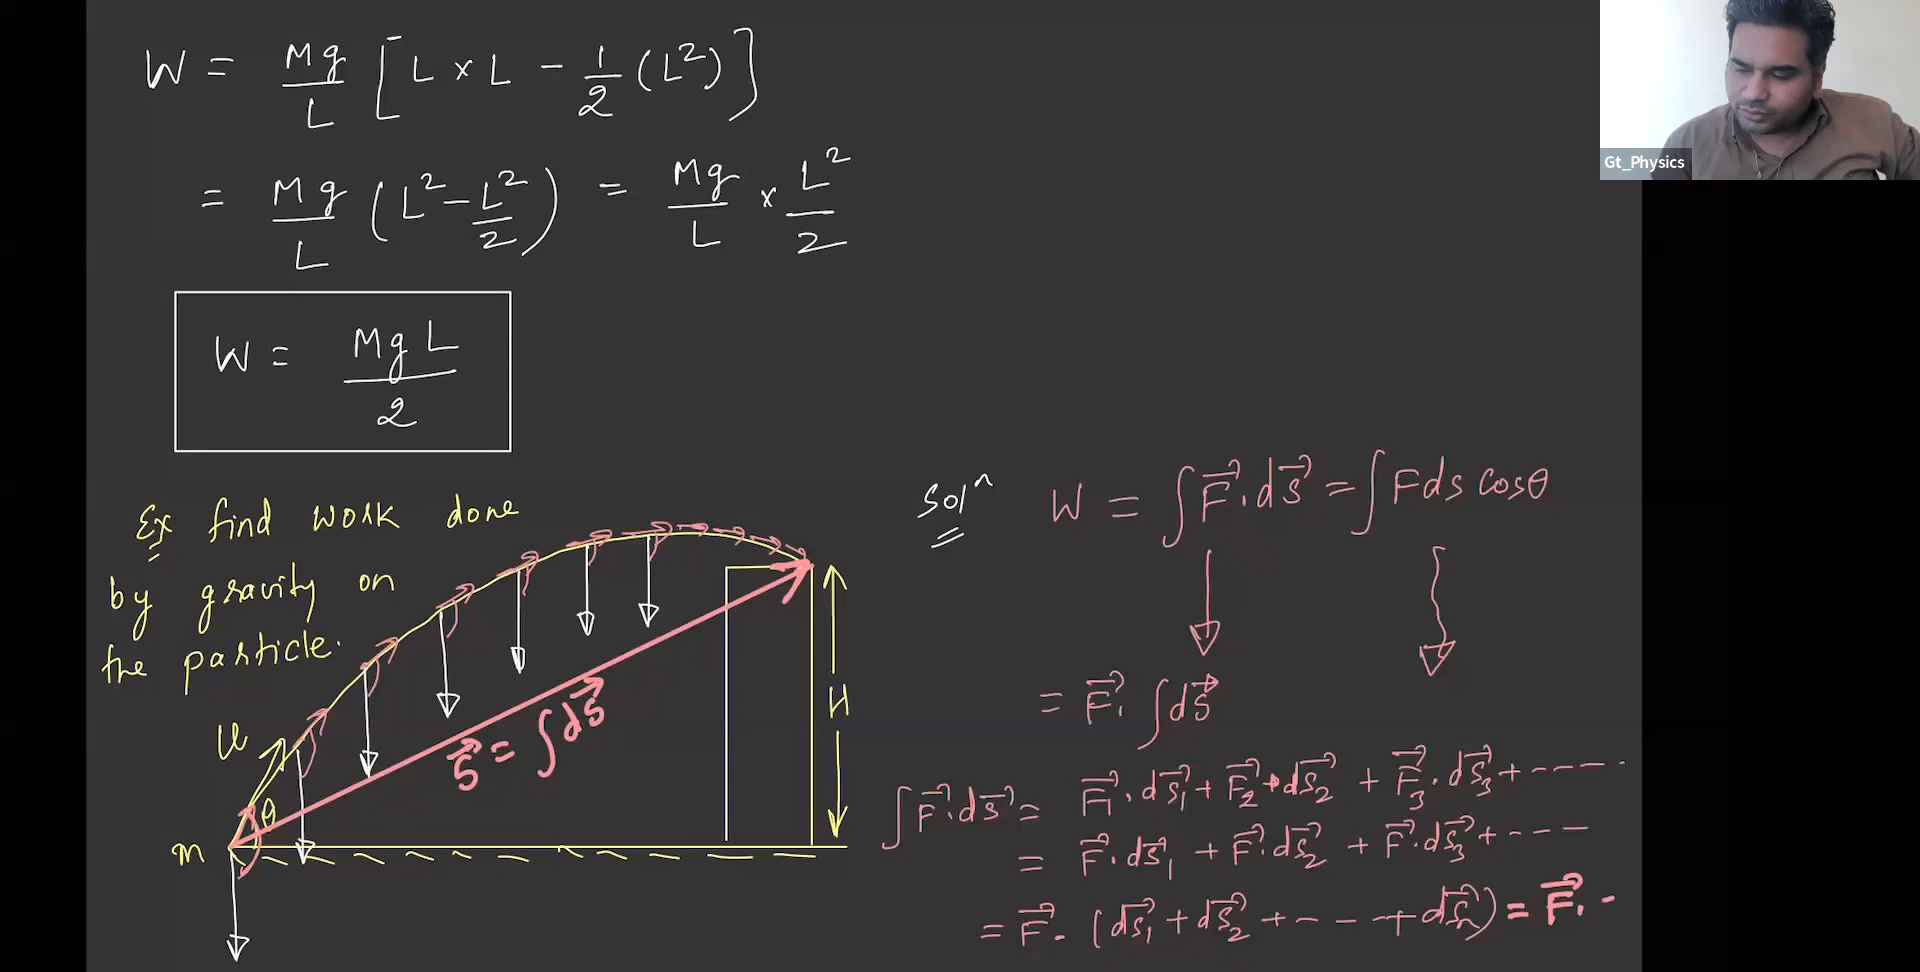 W = Mg/L [L × L − 1/2 (L²)]
= Mg/L (L² − L²/2) = Mg/L × L²/2
W = MgL/2
Gt_Physics
Ex find work done
by gravity on
the particle.
u
θ
m
S⃗ = ∫dS⃗
H
Solⁿ W = ∫F⃗.dS⃗ = ∫F ds cosθ
= F⃗. ∫dS⃗
∫F⃗.dS⃗ = F⃗₁.dS⃗₁ + F⃗₂.dS⃗₂ + F⃗₃.dS⃗₃ + -----
= F⃗.dS⃗₁ + F⃗.dS⃗₂ + F⃗.dS⃗₃ + ----
= F⃗. (dS⃗₁ + dS⃗₂ + --- + dS⃗n) = F⃗. -